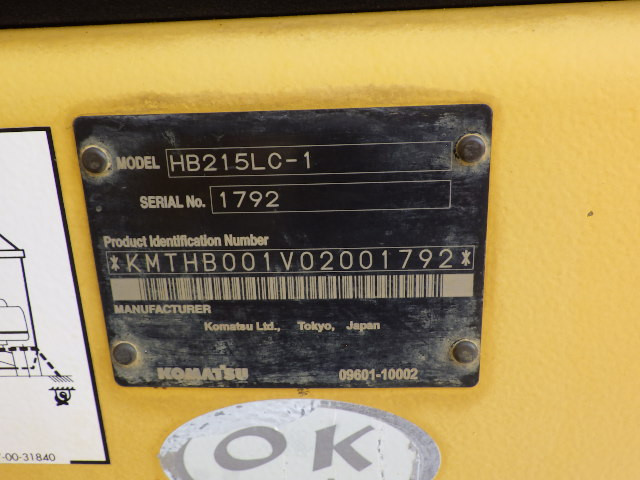 MODEL HB215LC-1
SERIAL No. 1792
Product Identification Number
*KMTHB001V02001792*
MANUFACTURER
Komatsu Ltd., Tokyo, Japan
KOMATSU 09601-10002
OK
-00-31840